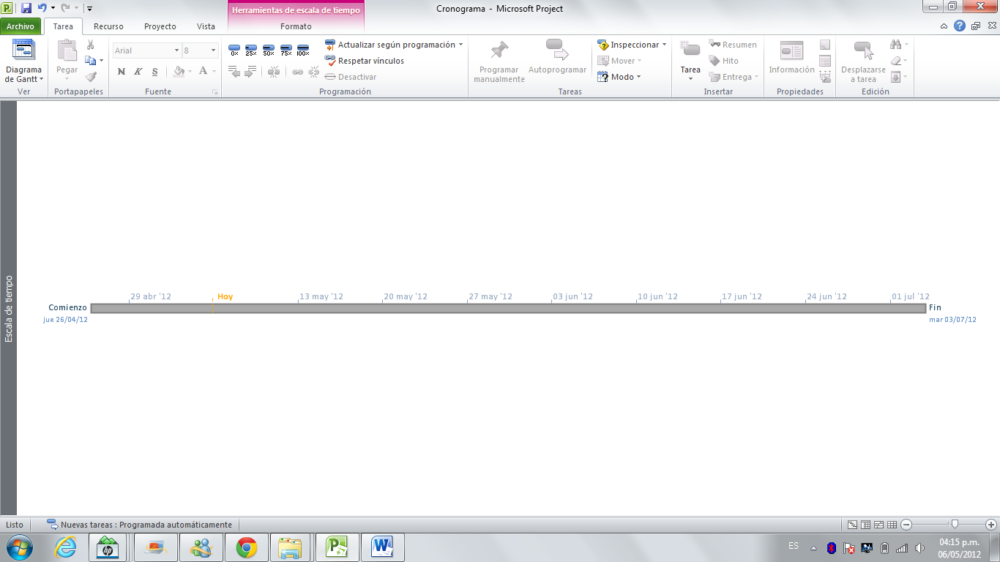 Herramientas de escala de tiempo
Cronograma - Microsoft Project
Archivo Tarea Recurso Proyecto Vista Formato
Diagrama de Gantt
Ver
Pegar
Portapapeles
Arial 8
N K S A
Fuente
0% 25% 50% 75% 100%
Actualizar según programación
Respetar vínculos
Desactivar
Programación
Programar manualmente
Autoprogramar
Inspeccionar
Mover
Modo
Tareas
Tarea
Resumen
Hito
Entrega
Insertar
Información
Propiedades
Desplazarse a tarea
Edición
Escala de tiempo
29 abr '12 Hoy 13 may '12 20 may '12 27 may '12 03 jun '12 10 jun '12 17 jun '12 24 jun '12 01 jul '12
Comienzo Fin
jue 26/04/12 mar 03/07/12
Listo Nuevas tareas : Programada automáticamente
ES 04:15 p.m.
06/05/2012